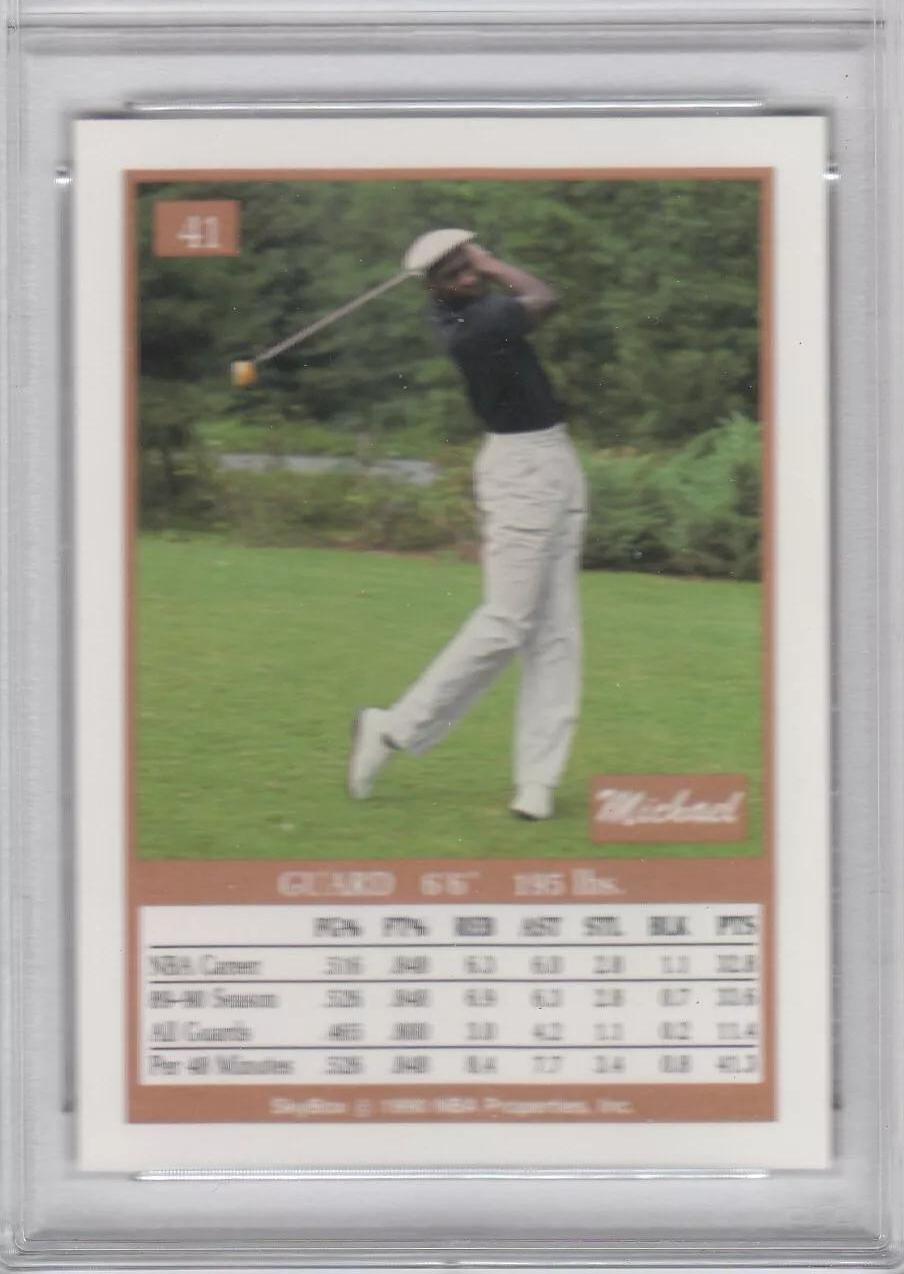 41
Michael
GUARD 6'6" 195 lbs.
FG% FT% REB AST STL BLK PTS
NBA Career .516 .848 6.3 6.0 2.8 1.1 32.8
89-90 Season .526 .848 6.9 6.3 2.8 0.7 33.6
All Guards .465 3.0 4.2 1.1 0.2 11.4
Per 48 Minutes .526 .848 8.4 7.7 3.4 0.8 41.3
SkyBox © 1990 NBA Properties, Inc.